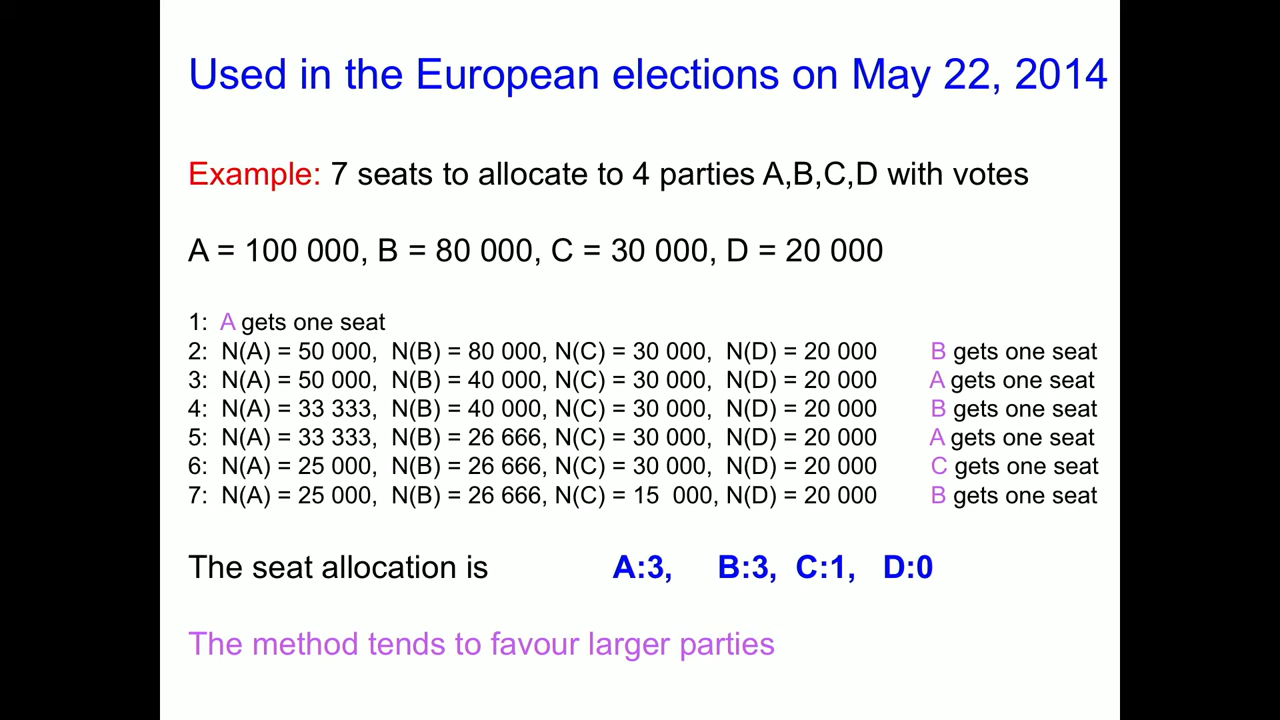 Used in the European elections on May 22, 2014
Example: 7 seats to allocate to 4 parties A,B,C,D with votes
A = 100 000, B = 80 000, C = 30 000, D = 20 000
1: A gets one seat
2: N(A) = 50 000, N(B) = 80 000, N(C) = 30 000, N(D) = 20 000 B gets one seat
3: N(A) = 50 000, N(B) = 40 000, N(C) = 30 000, N(D) = 20 000 A gets one seat
4: N(A) = 33 333, N(B) = 40 000, N(C) = 30 000, N(D) = 20 000 B gets one seat
5: N(A) = 33 333, N(B) = 26 666, N(C) = 30 000, N(D) = 20 000 A gets one seat
6: N(A) = 25 000, N(B) = 26 666, N(C) = 30 000, N(D) = 20 000 C gets one seat
7: N(A) = 25 000, N(B) = 26 666, N(C) = 15 000, N(D) = 20 000 B gets one seat
The seat allocation is A:3, B:3, C:1, D:0
The method tends to favour larger parties